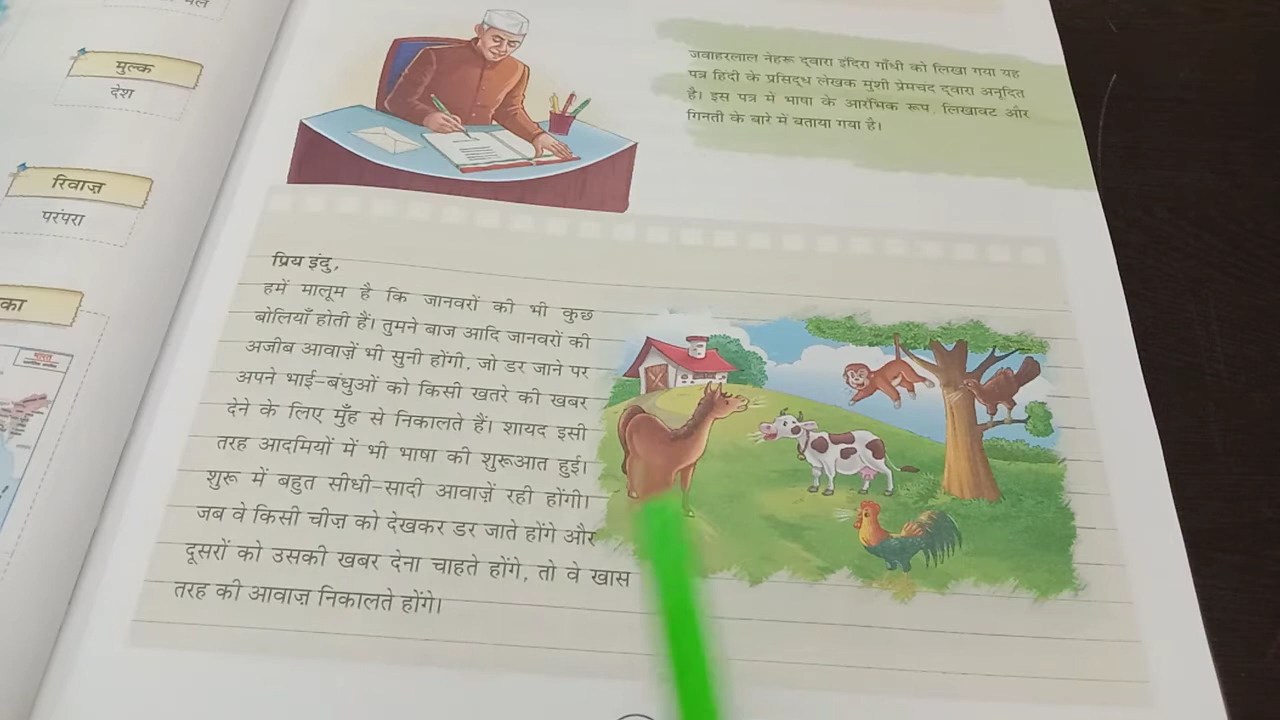 मुल्क
देश
रिवाज़
परंपरा
का
भारत
जवाहरलाल नेहरू द्वारा इंदिरा गाँधी को लिखा गया यह
पत्र हिंदी के प्रसिद्ध लेखक मुंशी प्रेमचंद द्वारा अनूदित
है। इस पत्र में भाषा के आरंभिक रूप, लिखावट और
गिनती के बारे में बताया गया है।
प्रिय इंदु,
हमें मालूम है कि जानवरों की भी कुछ
बोलियाँ होती हैं। तुमने बाज आदि जानवरों की
अजीब आवाज़ें भी सुनी होंगी, जो डर जाने पर
अपने भाई-बंधुओं को किसी खतरे की खबर
देने के लिए मुँह से निकालते हैं। शायद इसी
तरह आदमियों में भी भाषा की शुरूआत हुई।
शुरू में बहुत सीधी-सादी आवाज़ें रही होंगी।
जब वे किसी चीज़ को देखकर डर जाते होंगे और
दूसरों को उसकी खबर देना चाहते होंगे, तो वे खास
तरह की आवाज़ निकालते होंगे।